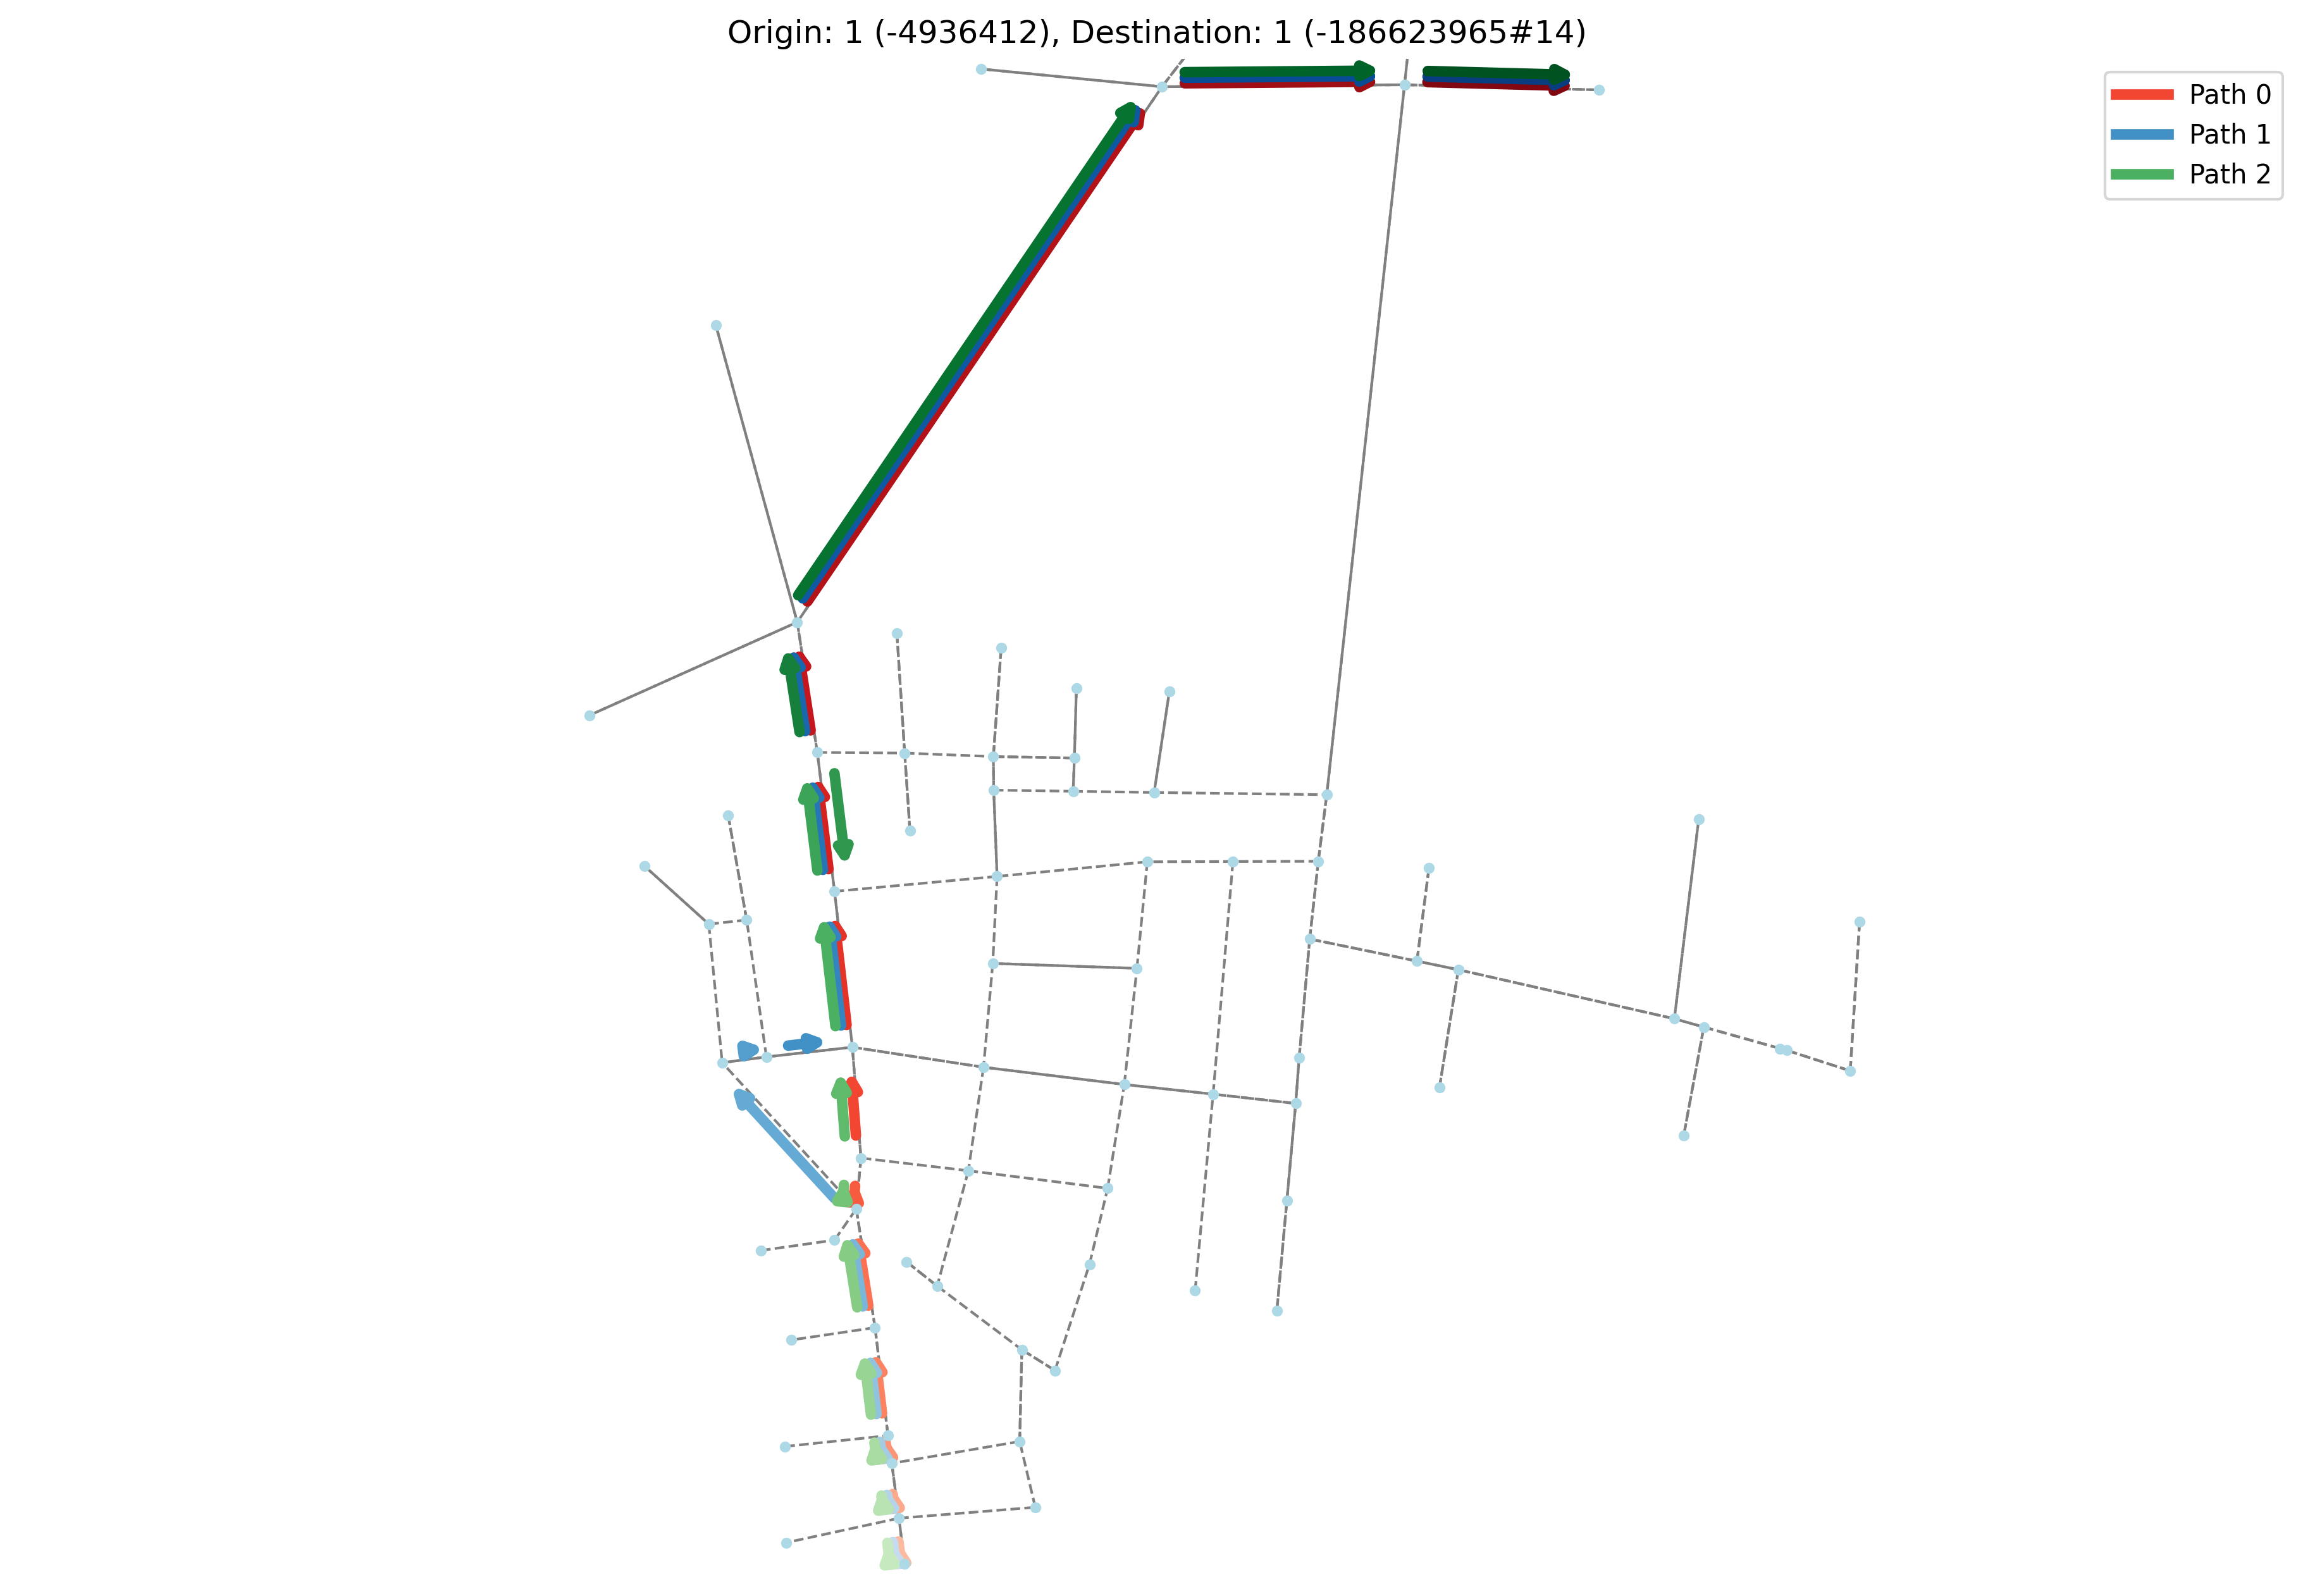 Origin: 1 (-4936412), Destination: 1 (-186623965#14)
Path 0
Path 1
Path 2